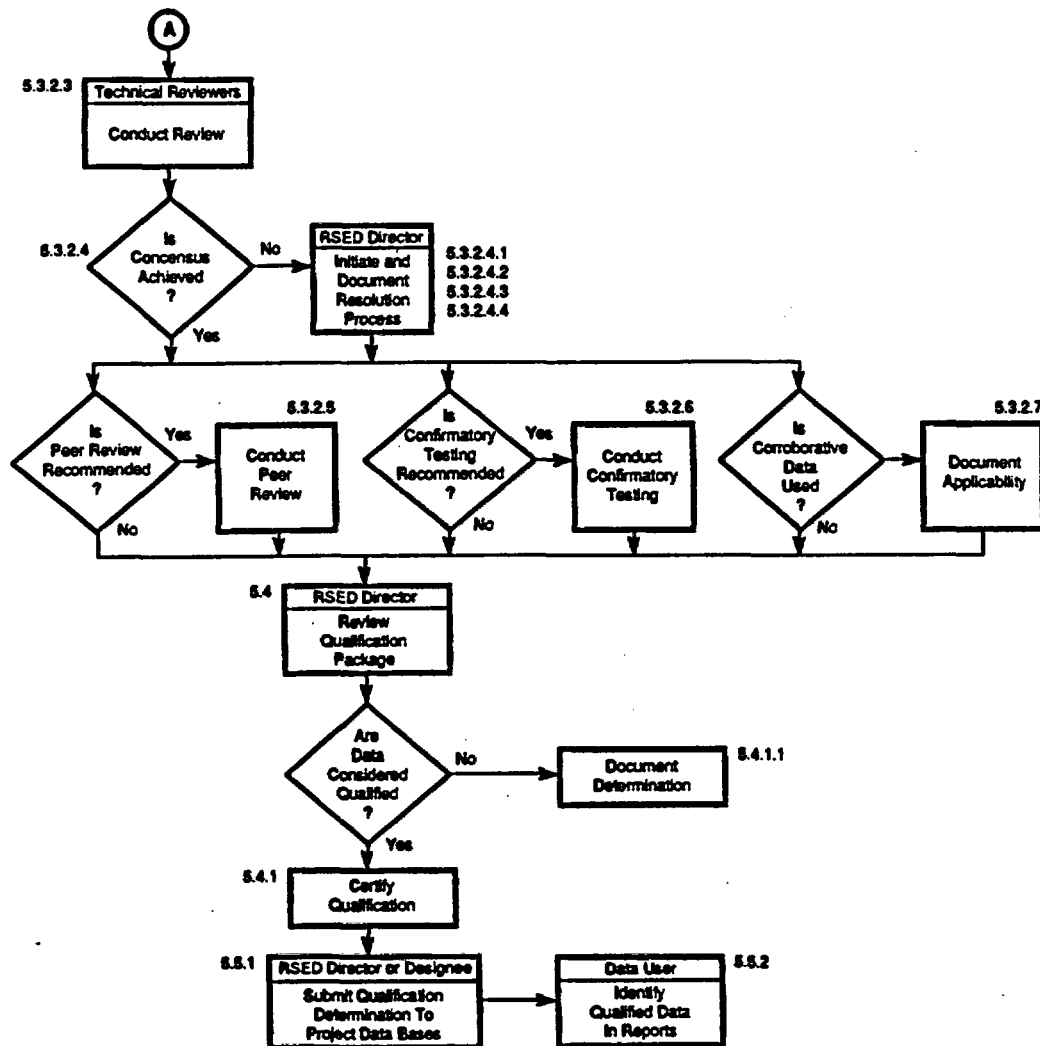 A
5.3.2.3
Technical Reviewers
Conduct Review
5.3.2.4
Is
Concensus
Achieved
?
No
Yes
RSED Director
Initiate and
Document
Resolution
Process
5.3.2.4.1
5.3.2.4.2
5.3.2.4.3
5.3.2.4.4
Is
Peer Review
Recommended
?
Yes
No
5.3.2.5
Conduct
Peer
Review
Is
Confirmatory
Testing
Recommended
?
Yes
No
5.3.2.6
Conduct
Confirmatory
Testing
Is
Corroborative
Data
Used
?
No
5.3.2.7
Document
Applicability
5.4
RSED Director
Review
Qualification
Package
Are
Data
Considered
Qualified
?
No
Yes
Document
Determination
5.4.1.1
5.4.1
Certify
Qualification
5.5.1
RSED Director or Designee
Submit Qualification
Determination To
Project Data Bases
Data User
Identify
Qualified Data
In Reports
5.5.2